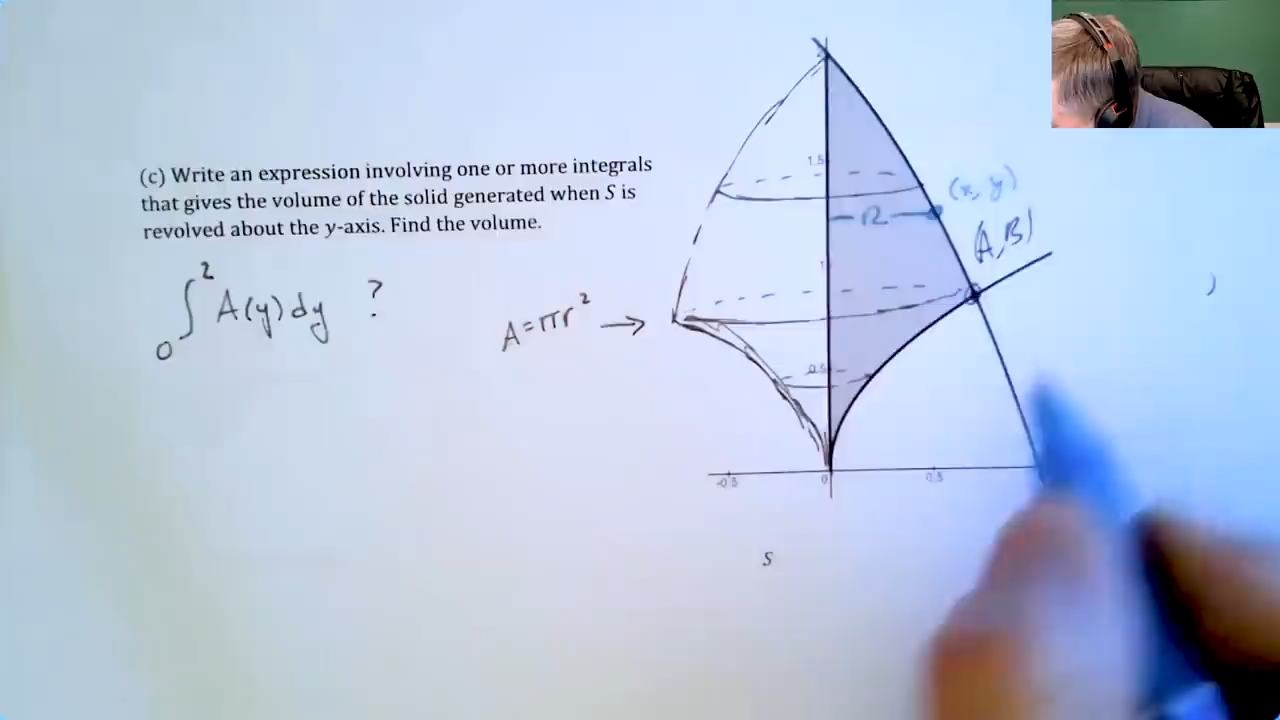 (c) Write an expression involving one or more integrals
that gives the volume of the solid generated when S is
revolved about the y-axis. Find the volume.
∫₀² A(y) dy ?
A = πr² →
1.5
(x, y)
R
(A, B)
1
0.5
-0.5 0 0.5
S